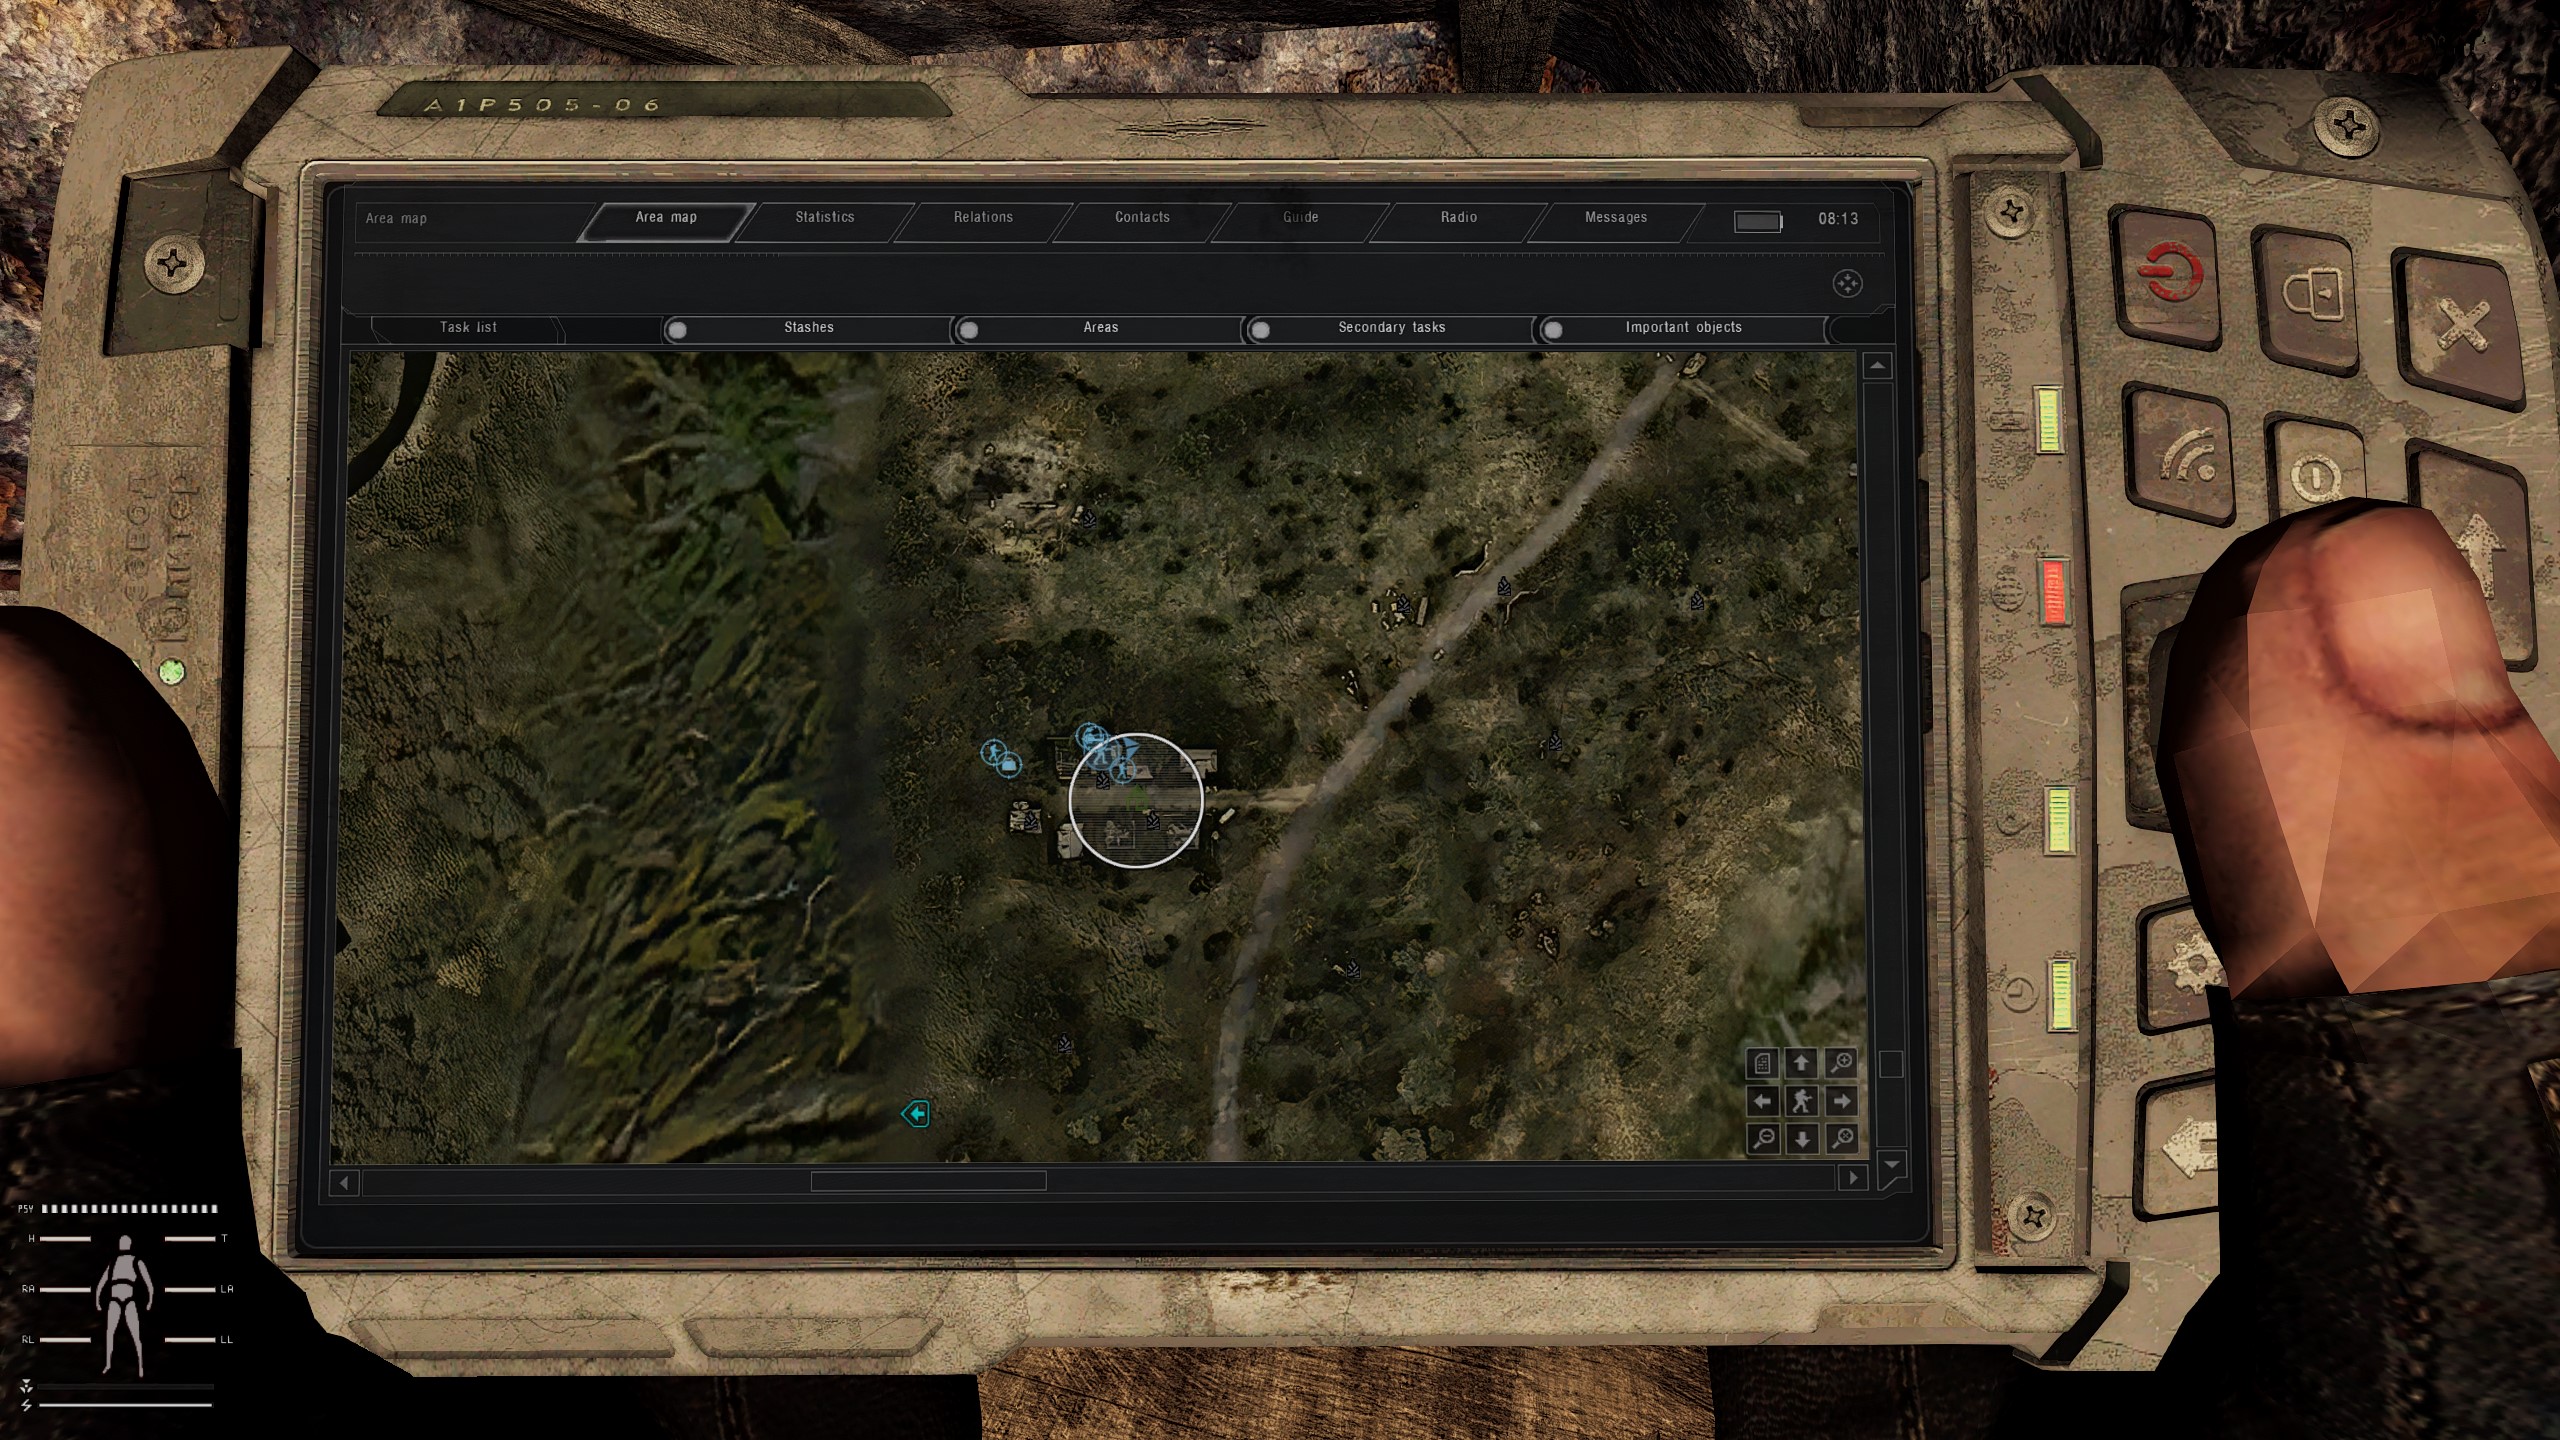 A1P505-06
Area map
Area map
Statistics
Relations
Contacts
Guide
Radio
Messages
08:13
Task list
Stashes
Areas
Secondary tasks
Important objects
PSY
H
T
RA
LA
RL
LL